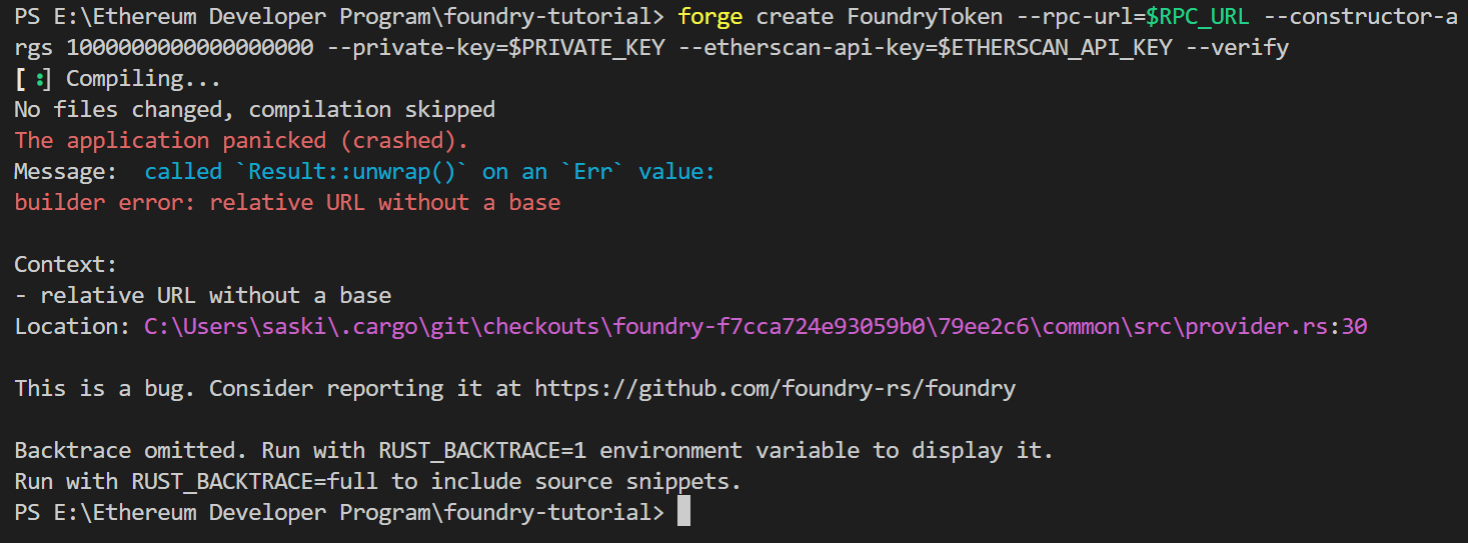 PS E:\Ethereum Developer Program\foundry-tutorial> forge create FoundryToken --rpc-url=$RPC_URL --constructor-a
rgs 1000000000000000000 --private-key=$PRIVATE_KEY --etherscan-api-key=$ETHERSCAN_API_KEY --verify
[⠰] Compiling...
No files changed, compilation skipped
The application panicked (crashed).
Message:  called `Result::unwrap()` on an `Err` value:
builder error: relative URL without a base

Context:
- relative URL without a base
Location: C:\Users\saski\.cargo\git\checkouts\foundry-f7cca724e93059b0\79ee2c6\common\src\provider.rs:30

This is a bug. Consider reporting it at https://github.com/foundry-rs/foundry

Backtrace omitted. Run with RUST_BACKTRACE=1 environment variable to display it.
Run with RUST_BACKTRACE=full to include source snippets.
PS E:\Ethereum Developer Program\foundry-tutorial>